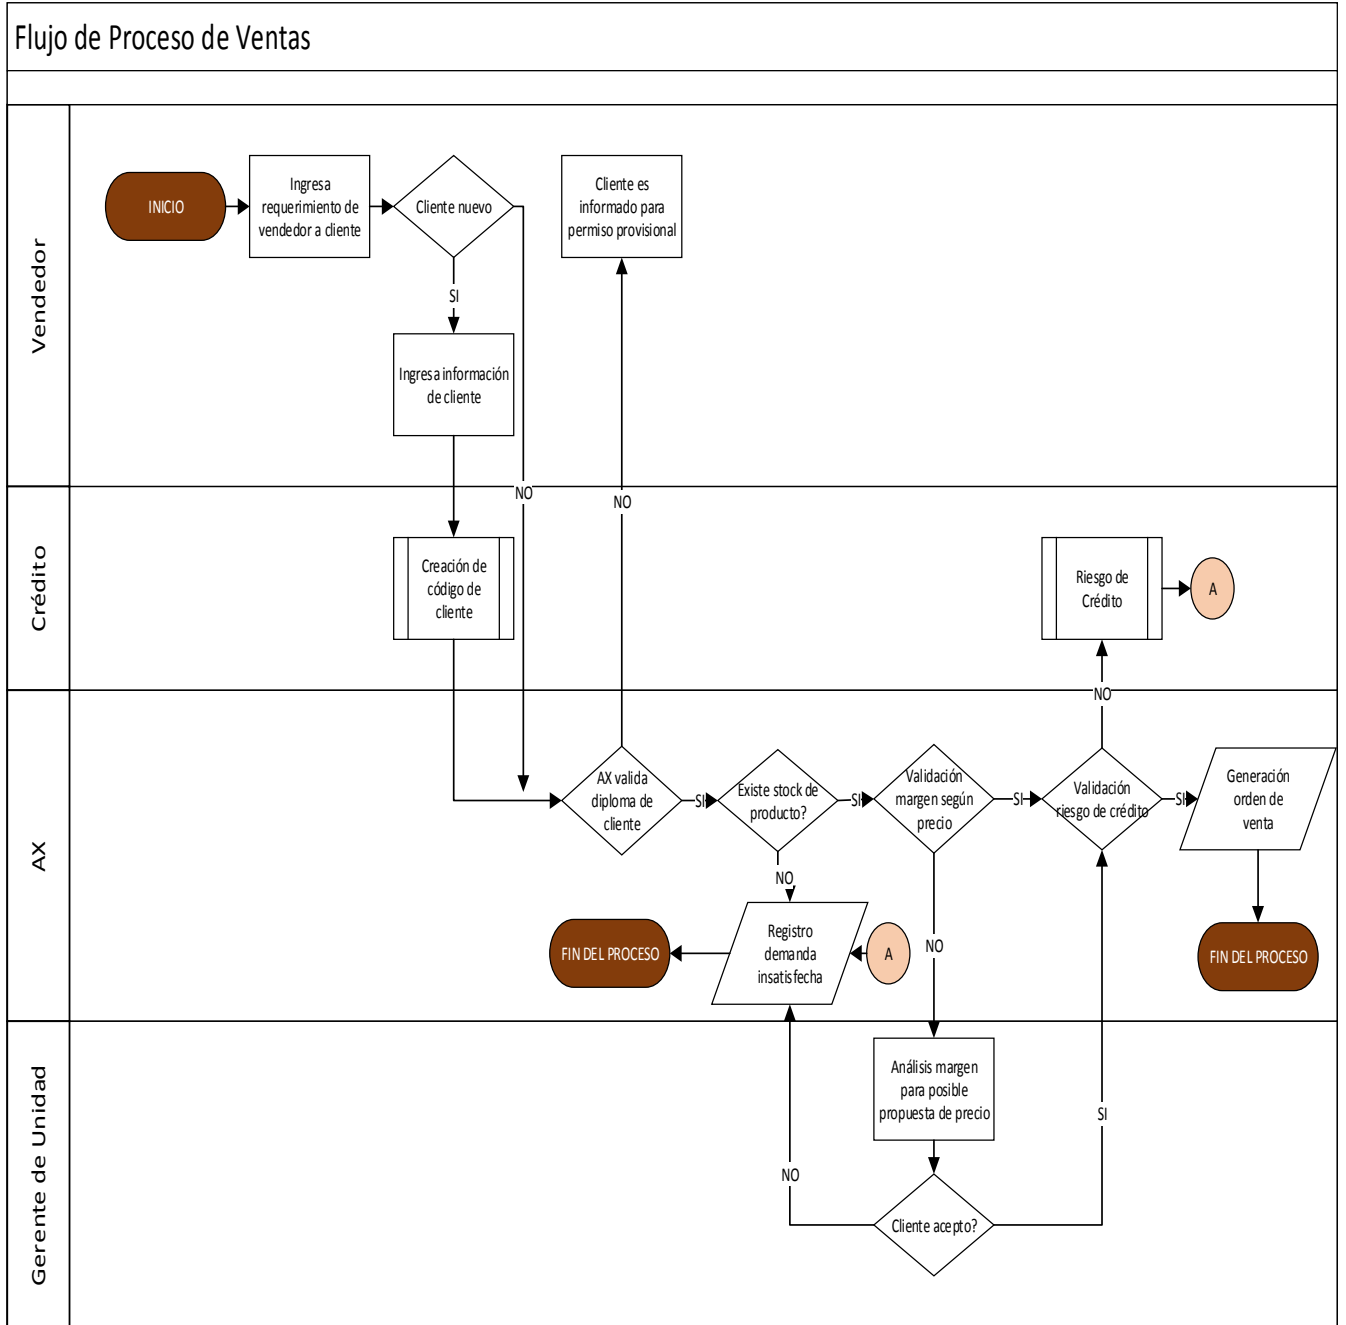 Flujo de Proceso de Ventas
Vendedor
INICIO
Ingresa
requerimiento de
vendedor a cliente
Cliente nuevo
Cliente es
informado para
permiso provisional
SI
Ingresa información
de cliente
NO
NO
Crédito
Creación de
código de
cliente
Riesgo de
Crédito
A
NO
AX
AX valida
diploma de
cliente
SI
Existe stock de
producto?
SI
Validación
margen según
precio
SI
Validación
riesgo de crédito
SI
Generación
orden de
venta
NO
FIN DEL PROCESO
Registro
demanda
insatisfecha
A
NO
FIN DEL PROCESO
Gerente de Unidad
Análisis margen
para posible
propuesta de precio
SI
NO
Cliente acepto?